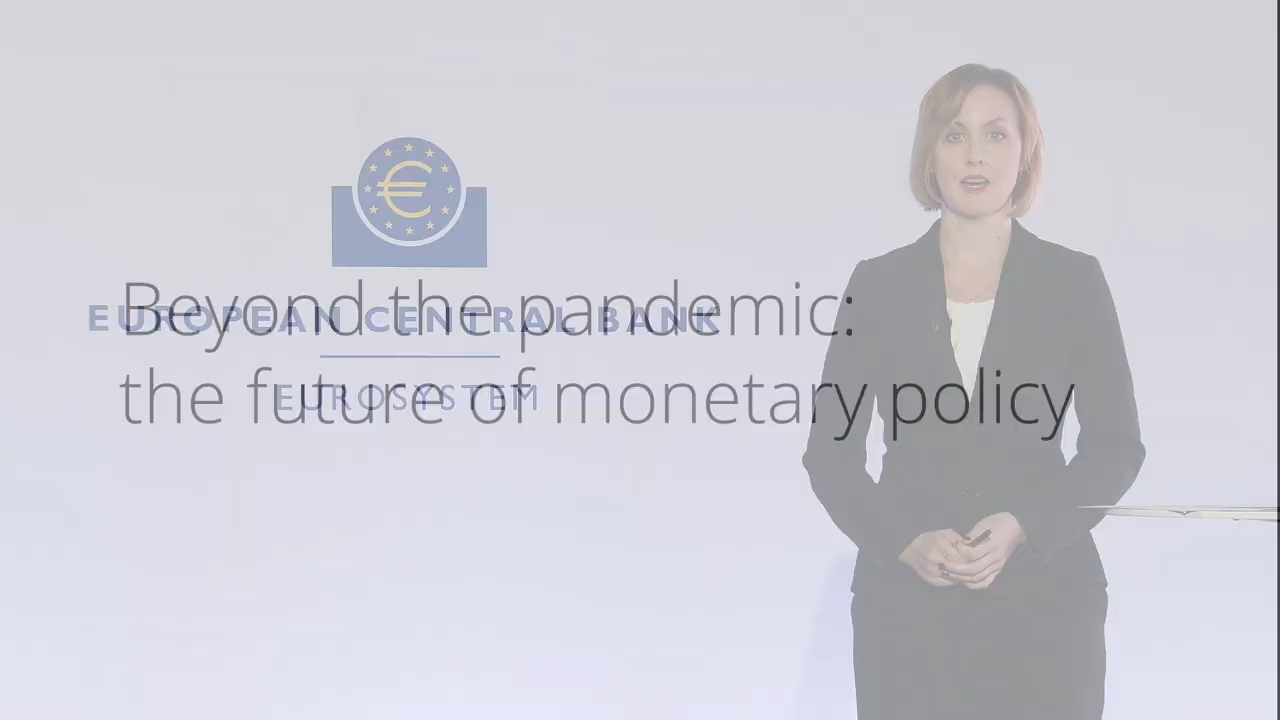 EUROPEAN CENTRAL BANK
EUROSYSTEM
Beyond the pandemic:
the future of monetary policy